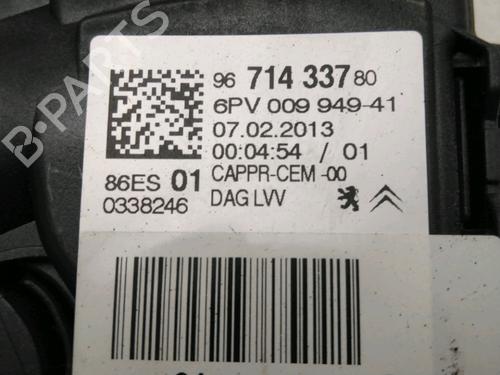 96 714 337 80
6PV 009 949-41
07.02.2013
00:04:54 / 01
86ES 01 CAPPR-CEM -00
0338246 DAG LVV